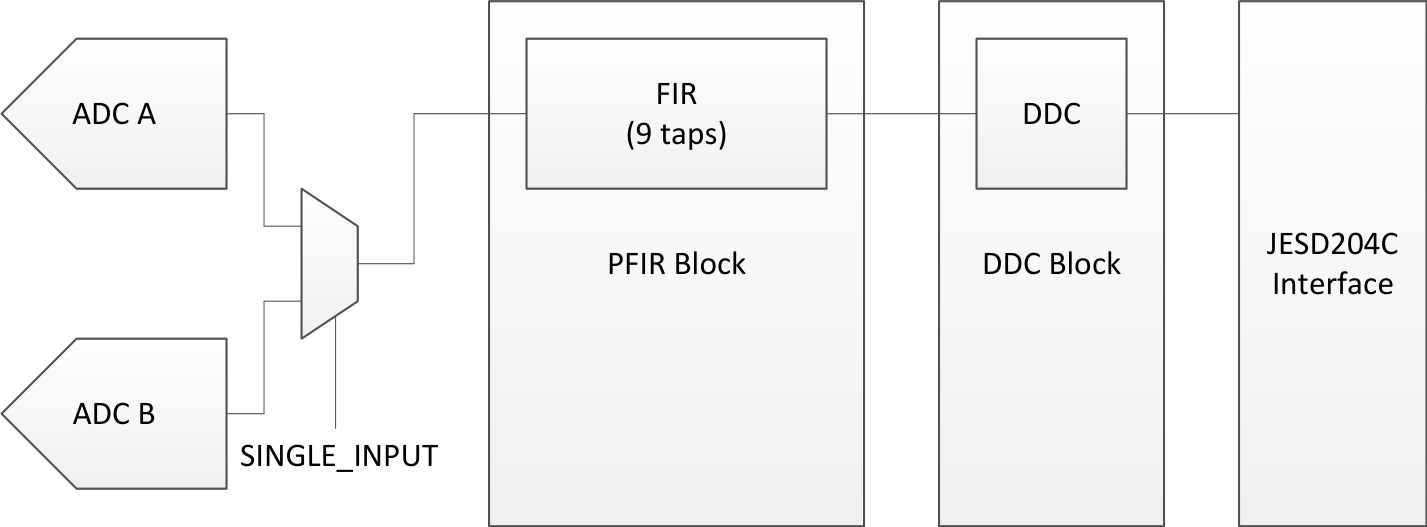 ADC A
ADC B
SINGLE_INPUT
FIR
(9 taps)
PFIR Block
DDC
DDC Block
JESD204C
Interface